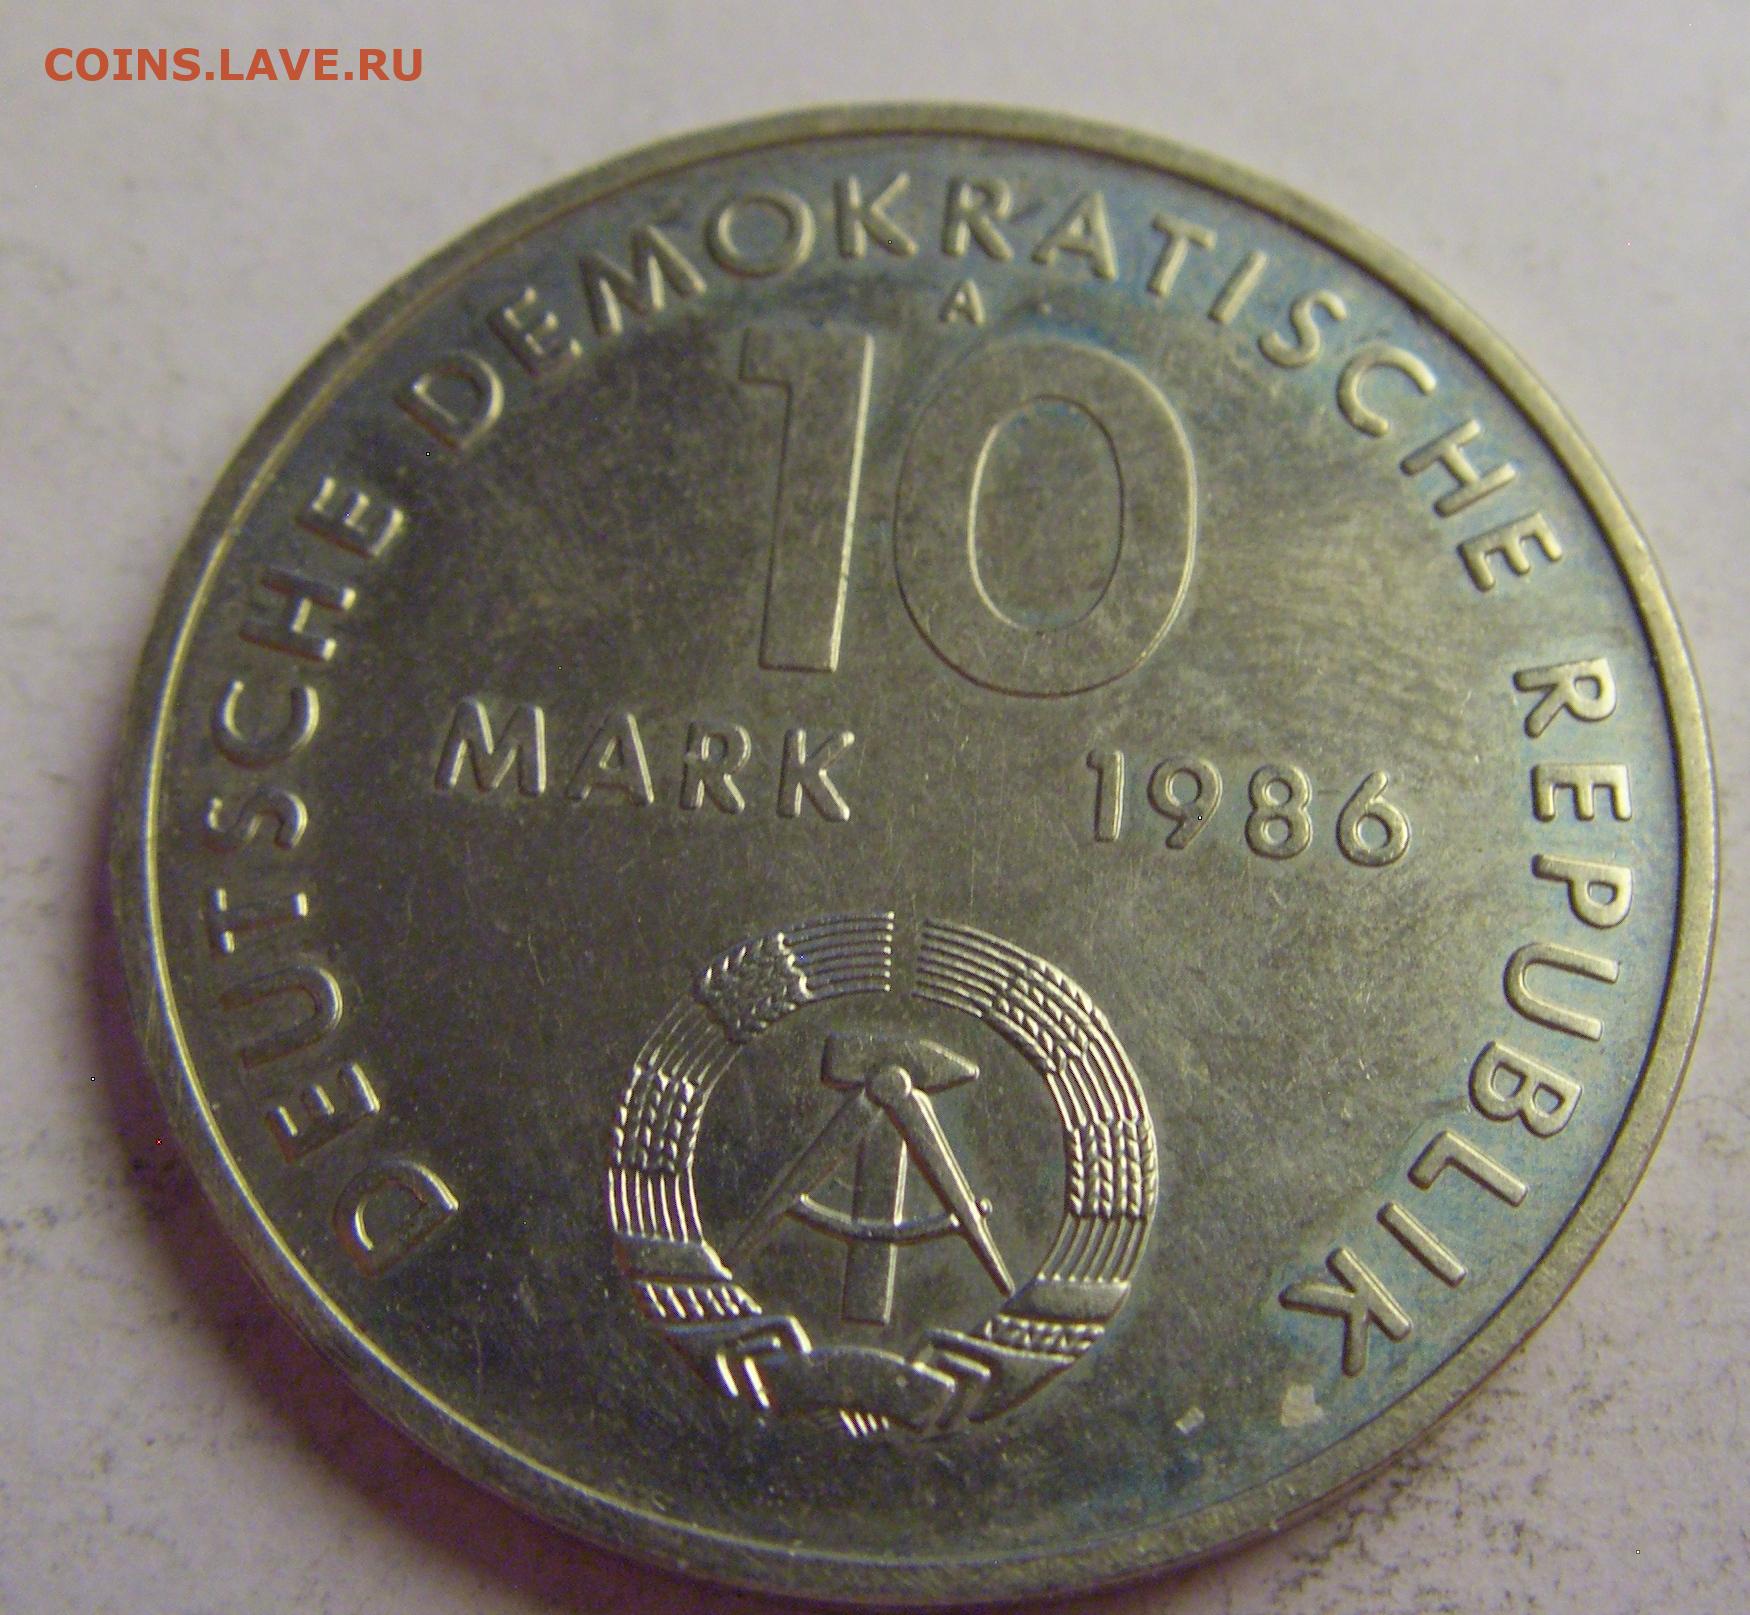 COINS.LAVE.RU
DEUTSCHE DEMOKRATISCHE REPUBLIK
A
10
MARK 1986